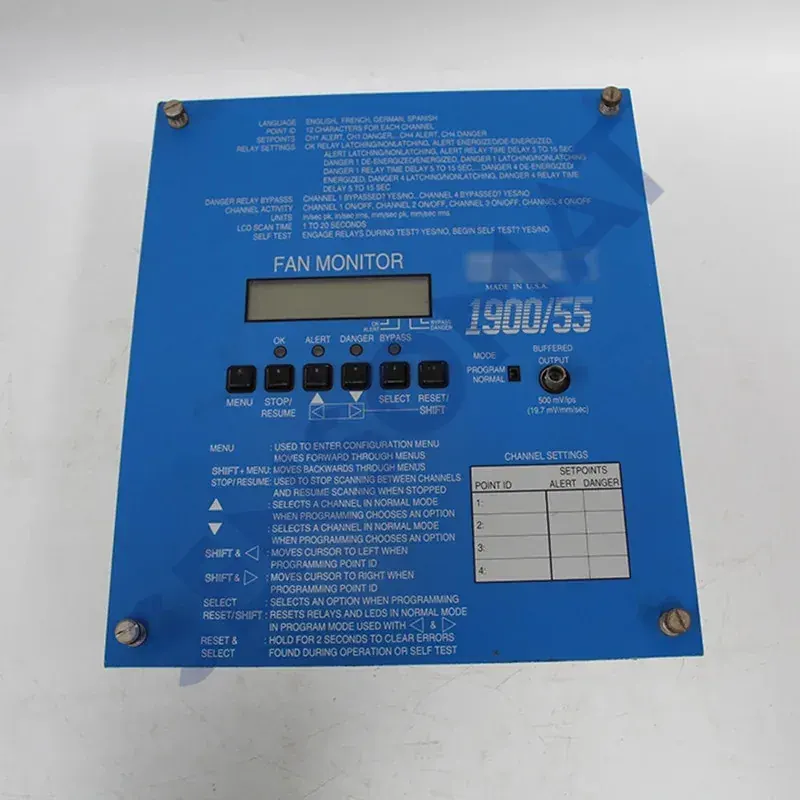 LANGUAGE ENGLISH, FRENCH, GERMAN, SPANISH
POINT ID 12 CHARACTERS FOR EACH CHANNEL
SETPOINTS CH1 ALERT, CH1 DANGER....CH4 ALERT, CH4 DANGER
RELAY SETTINGS OK RELAY LATCHING/NONLATCHING, ALERT ENERGIZED/DE-ENERGIZED,
ALERT LATCHING/NONLATCHING, ALERT RELAY TIME DELAY 5 TO 15 SEC
DANGER 1 DE-ENERGIZED/ENERGIZED, DANGER 1 LATCHING/NONLATCHING
DANGER 1 RELAY TIME DELAY 5 TO 15 SEC.... DANGER 4 DE-ENERGIZED/
ENERGIZED, DANGER 4 LATCHING/NONLATCHING, DANGER 4 RELAY TIME
DELAY 5 TO 15 SEC
DANGER RELAY BYPASSS CHANNEL 1 BYPASSED? YES/NO...CHANNEL 4 BYPASSED? YES/NO
CHANNEL ACTIVITY CHANNEL 1 ON/OFF, CHANNEL 2 ON/OFF, CHANNEL 3 ON/OFF, CHANNEL 4 ON/OFF
UNITS in/sec pk, in/sec rms, mm/sec pk, mm/sec rms
LCD SCAN TIME 1 TO 20 SECONDS
SELF TEST ENGAGE RELAYS DURING TEST? YES/NO, BEGIN SELF TEST? YES/NO
FAN MONITOR
MADE IN U.S.A.
1900/55
OK BYPASS
ALERT DANGER
OK ALERT DANGER BYPASS
MENU STOP/ RESUME SELECT RESET/ SHIFT
MODE
PROGRAM
NORMAL
BUFFERED
OUTPUT
500 mV/ips
(19.7 mV/mm/sec)
MENU : USED TO ENTER CONFIGURATION MENU
MOVES FORWARD THROUGH MENUS
SHIFT + MENU: MOVES BACKWARDS THROUGH MENUS
STOP/RESUME: USED TO STOP SCANNING BETWEEN CHANNELS
AND RESUME SCANNING WHEN STOPPED
▲ : SELECTS A CHANNEL IN NORMAL MODE
WHEN PROGRAMMING CHOOSES AN OPTION
▼ : SELECTS A CHANNEL IN NORMAL MODE
WHEN PROGRAMMING CHOOSES AN OPTION
SHIFT & ◁ : MOVES CURSOR TO LEFT WHEN
PROGRAMMING POINT ID
SHIFT & ▷ : MOVES CURSOR TO RIGHT WHEN
PROGRAMMING POINT ID
SELECT : SELECTS AN OPTION WHEN PROGRAMMING
RESET/SHIFT : RESETS RELAYS AND LEDS IN NORMAL MODE
IN PROGRAM MODE USED WITH ◁ & ▷
RESET & : HOLD FOR 2 SECONDS TO CLEAR ERRORS
SELECT FOUND DURING OPERATION OR SELF TEST
CHANNEL SETTINGS
SETPOINTS
POINT ID ALERT DANGER
1:
2:
3:
4: